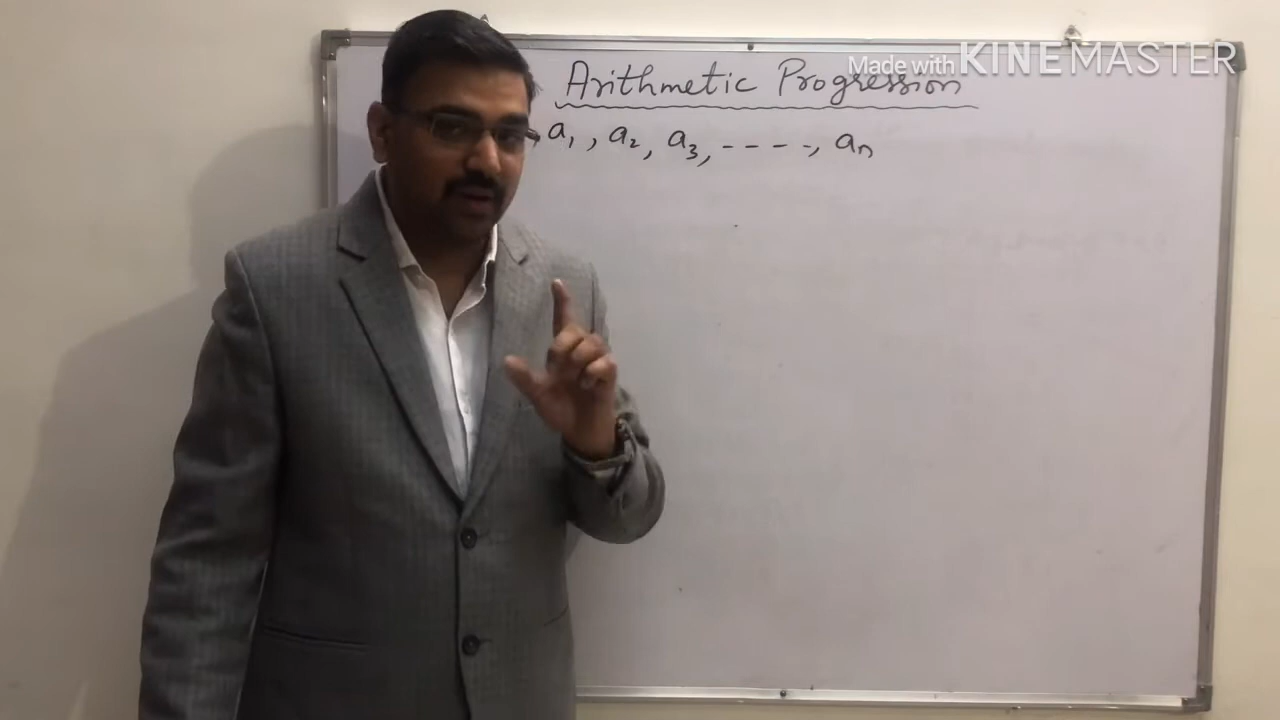 Made with KINEMASTER
Arithmetic Progression
a₁, a₂, a₃, ----, aₙ